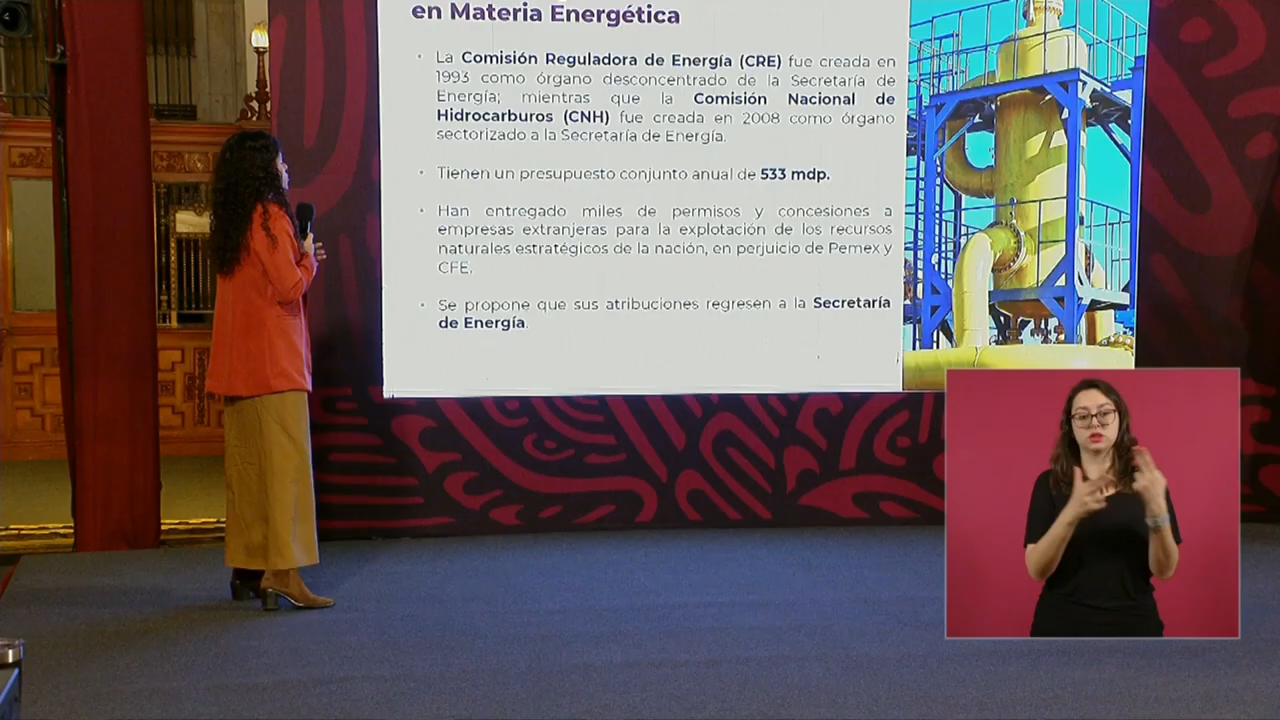 en Materia Energética
• La Comisión Reguladora de Energía (CRE) fue creada en
1993 como órgano desconcentrado de la Secretaría de
Energía; mientras que la Comisión Nacional de
Hidrocarburos (CNH) fue creada en 2008 como órgano
sectorizado a la Secretaría de Energía.
• Tienen un presupuesto conjunto anual de 533 mdp.
• Han entregado miles de permisos y concesiones a
empresas extranjeras para la explotación de los recursos
naturales estratégicos de la nación, en perjuicio de Pemex y
CFE.
• Se propone que sus atribuciones regresen a la Secretaría
de Energía.